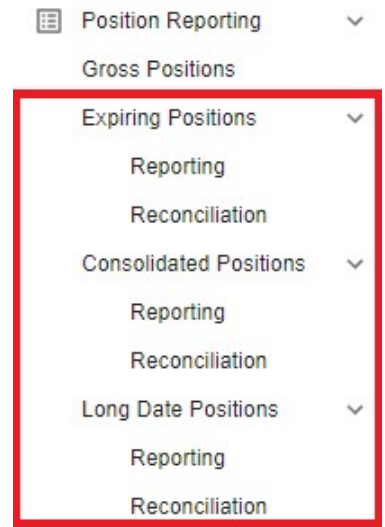 Position Reporting
Gross Positions
Expiring Positions
Reporting
Reconciliation
Consolidated Positions
Reporting
Reconciliation
Long Date Positions
Reporting
Reconciliation